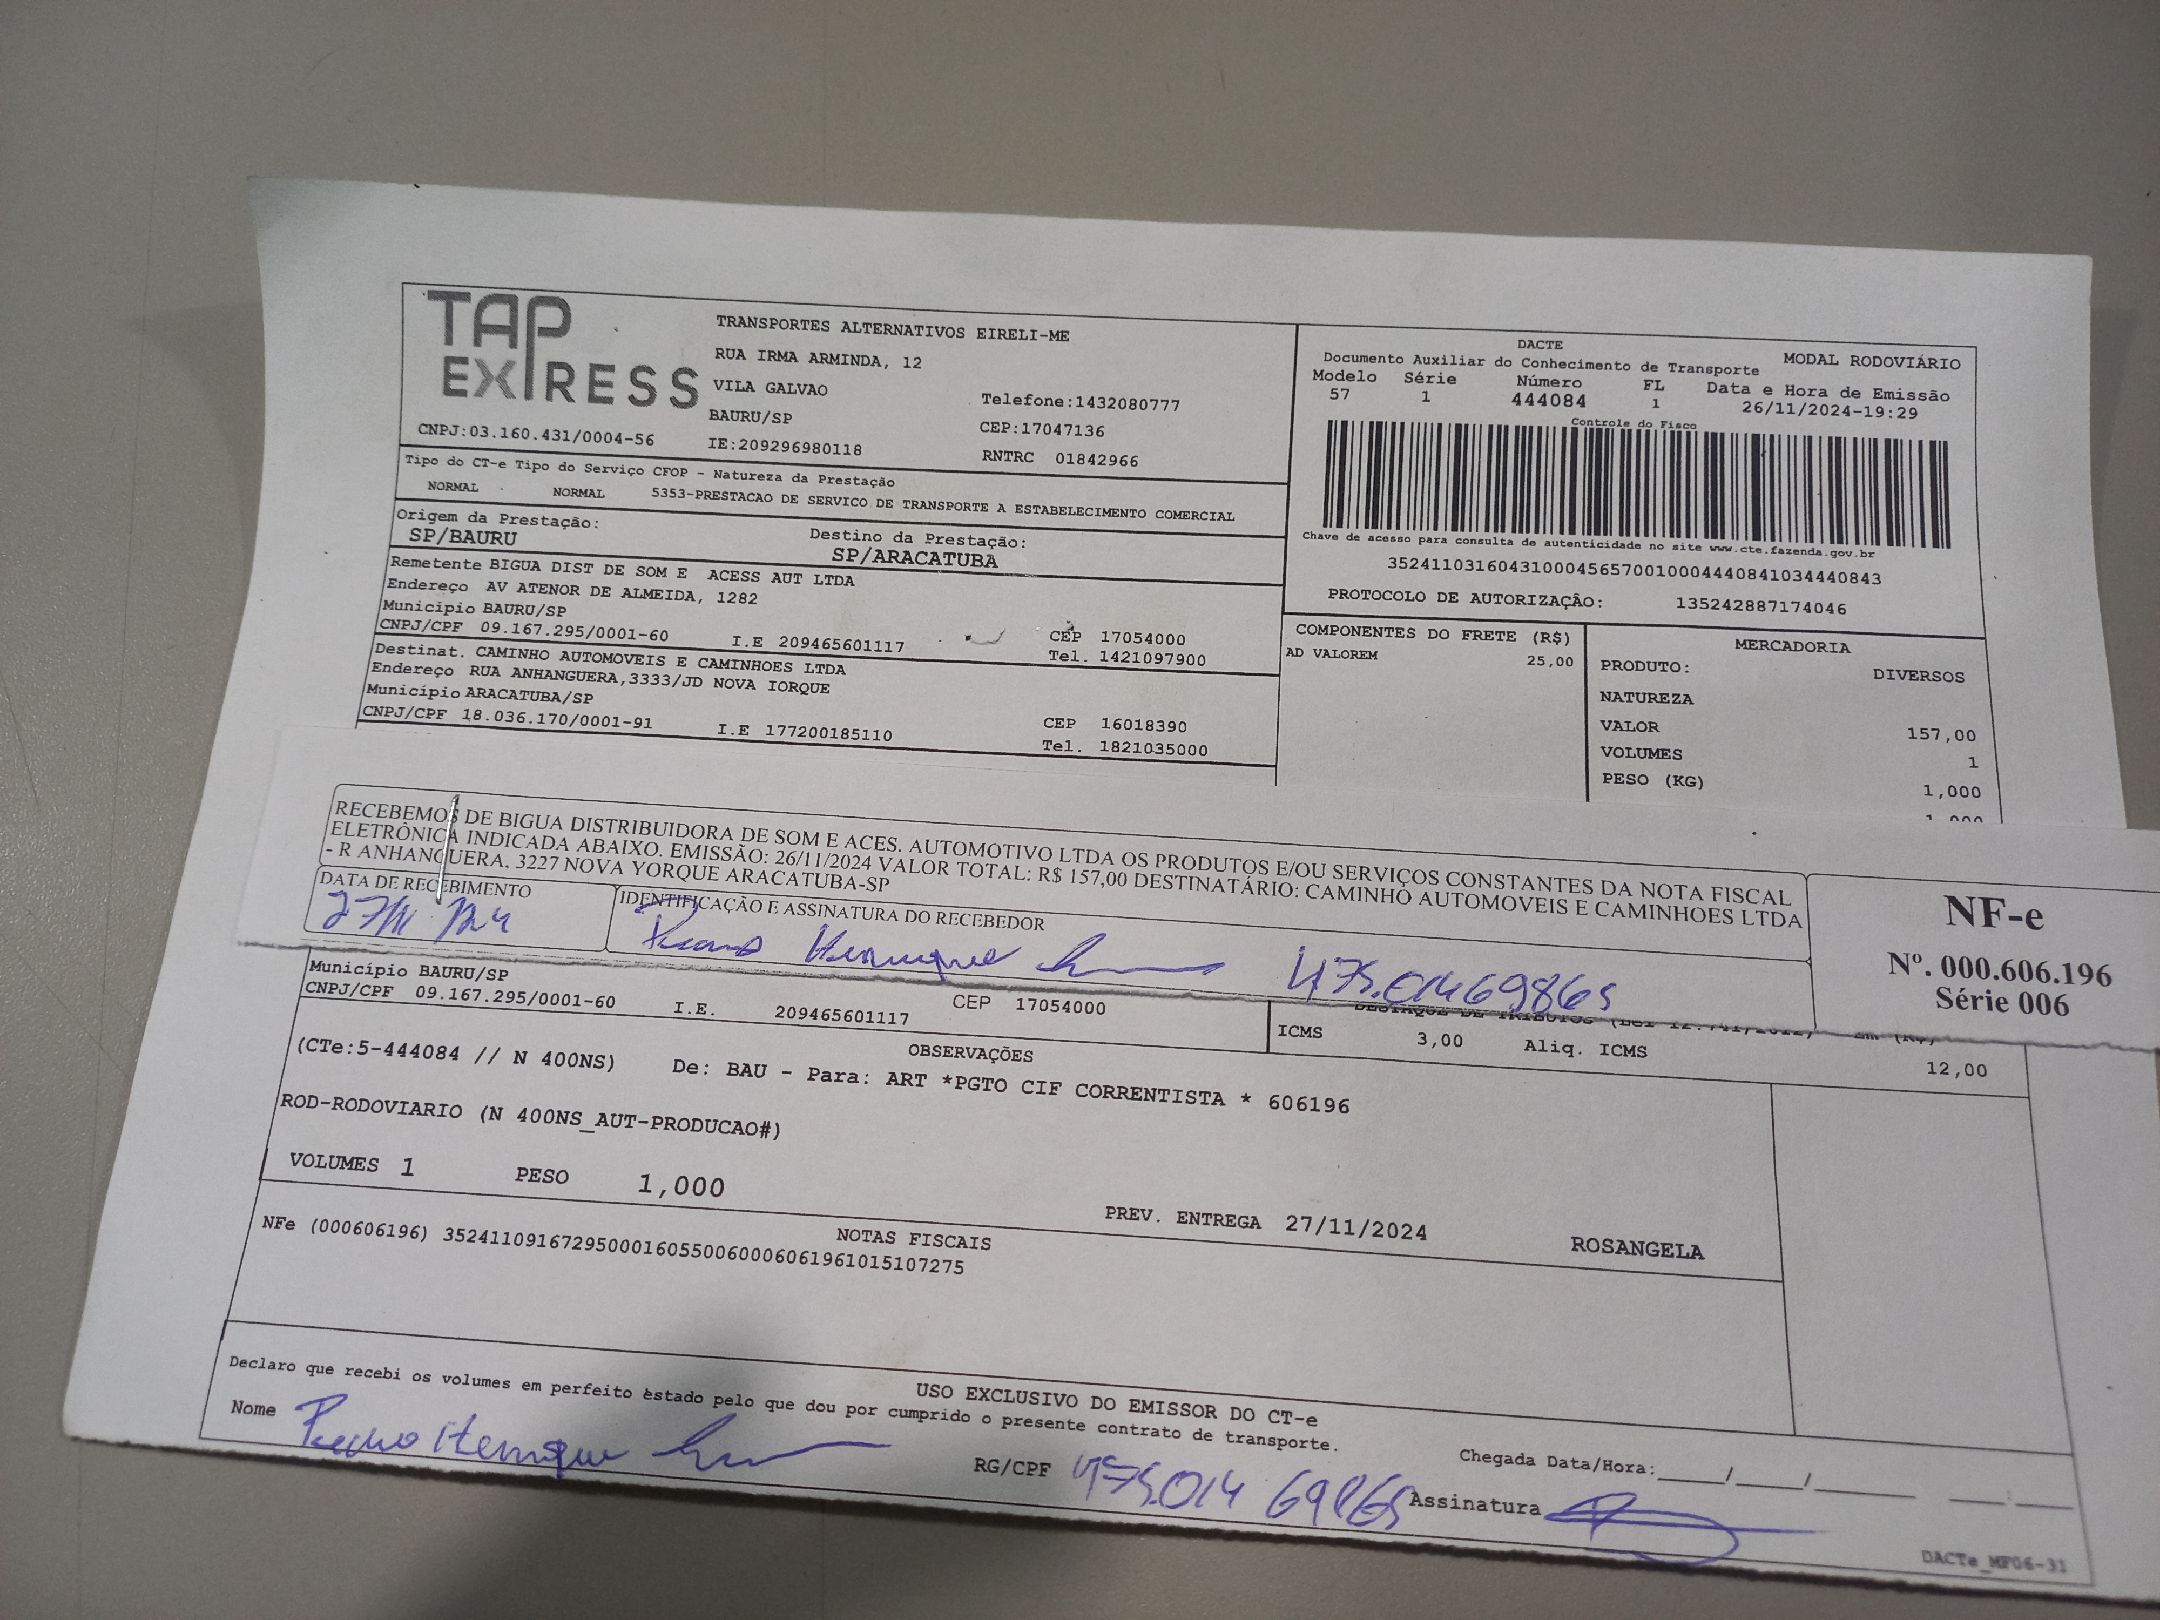 TAP EXPRESS
CNPJ:03.160.431/0004-56
TRANSPORTES ALTERNATIVOS EIRELI-ME
RUA IRMA ARMINDA, 12
VILA GALVAO
BAURU/SP
IE:209296980118
Telefone:1432080777
CEP:17047136
RNTRC 01842966
DACTE
MODAL RODOVIÁRIO
Documento Auxiliar do Conhecimento de Transporte
Modelo Série Número FL Data e Hora de Emissão
57 1 444084 1 26/11/2024-19:29
Controle do Fisco
Chave de acesso para consulta de autenticidade no site www.cte.fazenda.gov.br
35241103160431000456570010004440841034440843
PROTOCOLO DE AUTORIZAÇÃO: 135242887174046
Tipo do CT-e Tipo do Serviço CFOP - Natureza da Prestação
NORMAL NORMAL 5353-PRESTACAO DE SERVICO DE TRANSPORTE A ESTABELECIMENTO COMERCIAL
Origem da Prestação: Destino da Prestação:
SP/BAURU SP/ARACATUBA
Remetente BIGUA DIST DE SOM E ACESS AUT LTDA
Endereço AV ATENOR DE ALMEIDA, 1282
Município BAURU/SP CEP 17054000
CNPJ/CPF 09.167.295/0001-60 I.E 209465601117 Tel. 1421097900
Destinat. CAMINHO AUTOMOVEIS E CAMINHOES LTDA
Endereço RUA ANHANGUERA,3333/JD NOVA IORQUE
Município ARACATUBA/SP CEP 16018390
CNPJ/CPF 18.036.170/0001-91 I.E 177200185110 Tel. 1821035000
COMPONENTES DO FRETE (R$)
AD VALOREM 25,00
MERCADORIA
PRODUTO: DIVERSOS
NATUREZA
VALOR 157,00
VOLUMES 1
PESO (KG) 1,000
RECEBEMOS DE BIGUA DISTRIBUIDORA DE SOM E ACES. AUTOMOTIVO LTDA OS PRODUTOS E/OU SERVIÇOS CONSTANTES DA NOTA FISCAL
ELETRÔNICA INDICADA ABAIXO. EMISSÃO: 26/11/2024 VALOR TOTAL: R$ 157,00 DESTINATÁRIO: CAMINHO AUTOMOVEIS E CAMINHOES LTDA
- R ANHANGUERA, 3227 NOVA YORQUE ARACATUBA-SP
DATA DE RECEBIMENTO
IDENTIFICAÇÃO E ASSINATURA DO RECEBEDOR
Henrique
NF-e
Nº. 000.606.196
Série 006
Município BAURU/SP CEP 17054000
CNPJ/CPF 09.167.295/0001-60 I.E. 209465601117
ICMS 3,00 Aliq. ICMS 12,00
OBSERVAÇÕES
(CTe:5-444084 // N 400NS) De: BAU - Para: ART *PGTO CIF CORRENTISTA * 606196
ROD-RODOVIARIO (N 400NS_AUT-PRODUCAO#)
VOLUMES 1 PESO 1,000
PREV. ENTREGA 27/11/2024 ROSANGELA
NOTAS FISCAIS
NFe (000606196) 35241109167295000160550060006061961015107275
USO EXCLUSIVO DO EMISSOR DO CT-e
Declaro que recebi os volumes em perfeito estado pelo que dou por cumprido o presente contrato de transporte.
Nome Pedro Henrique
RG/CPF
Chegada Data/Hora:_____/_____/_______ ____:____
Assinatura
DACTe_MF06-31